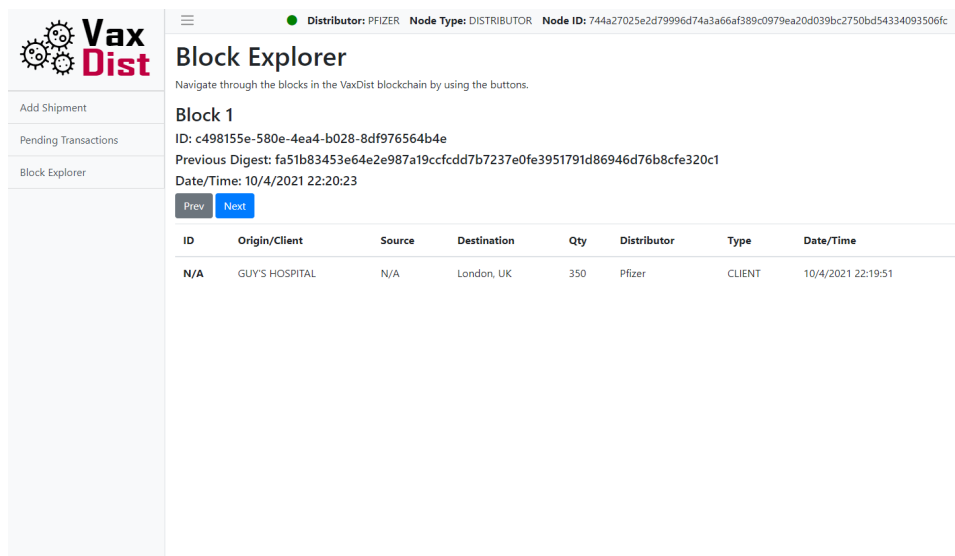 Vax
Dist
Distributor: PFIZER Node Type: DISTRIBUTOR Node ID: 744a27025e2d79996d74a3a66af389c0979ea20d039bc2750bd54334093506fc
Add Shipment
Pending Transactions
Block Explorer
Block Explorer
Navigate through the blocks in the VaxDist blockchain by using the buttons.
Block 1
ID: c498155e-580e-4ea4-b028-8df976564b4e
Previous Digest: fa51b83453e64e2e987a19ccfcdd7b7237e0fe3951791d86946d76b8cfe320c1
Date/Time: 10/4/2021 22:20:23
Prev Next
ID Origin/Client Source Destination Qty Distributor Type Date/Time
N/A GUY'S HOSPITAL N/A London, UK 350 Pfizer CLIENT 10/4/2021 22:19:51